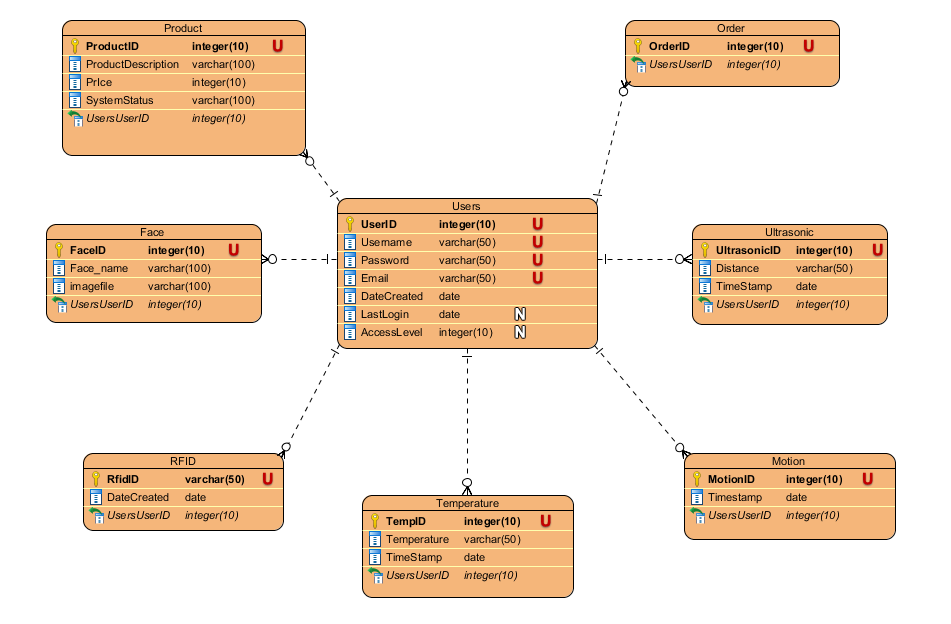 Product
ProductID integer(10) U
ProductDescription varchar(100)
PrIce integer(10)
SystemStatus varchar(100)
UsersUserID integer(10)
Order
OrderID integer(10) U
UsersUserID integer(10)
Users
UserID integer(10) U
Username varchar(50) U
Password varchar(50) U
Email varchar(50) U
DateCreated date
LastLogin date N
AccessLevel integer(10) N
Face
FaceID integer(10) U
Face_name varchar(100)
imagefile varchar(100)
UsersUserID integer(10)
Ultrasonic
UltrasonicID integer(10) U
Distance varchar(50)
TimeStamp date
UsersUserID integer(10)
RFID
RfidID varchar(50) U
DateCreated date
UsersUserID integer(10)
Temperature
TempID integer(10) U
Temperature varchar(50)
TimeStamp date
UsersUserID integer(10)
Motion
MotionID integer(10) U
Timestamp date
UsersUserID integer(10)